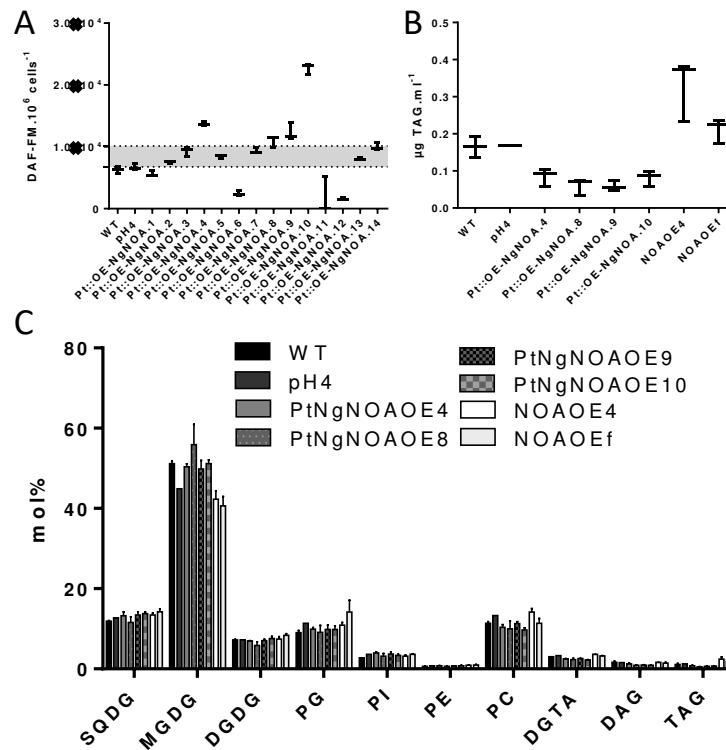 A
3.0 10⁴
2.0 10⁴
1.0 10⁴
0
DAF-FM.10⁶ cells⁻¹
WT
pH4
Pt::OE-NgNOA.1
Pt::OE-NgNOA.2
Pt::OE-NgNOA.3
Pt::OE-NgNOA.4
Pt::OE-NgNOA.5
Pt::OE-NgNOA.6
Pt::OE-NgNOA.7
Pt::OE-NgNOA.8
Pt::OE-NgNOA.9
Pt::OE-NgNOA.10
Pt::OE-NgNOA.11
Pt::OE-NgNOA.12
Pt::OE-NgNOA.13
Pt::OE-NgNOA.14
B
0.5
0.4
0.3
0.2
0.1
0.0
µg TAG.ml⁻¹
WT
pH4
Pt::OE-NgNOA.4
Pt::OE-NgNOA.8
Pt::OE-NgNOA.9
Pt::OE-NgNOA.10
NOAOE4
NOAOEf
C
80
60
40
20
0
mol%
WT
pH4
PtNgNOAOE4
PtNgNOAOE8
PtNgNOAOE9
PtNgNOAOE10
NOAOE4
NOAOEf
SQDG
MGDG
DGDG
PG
PI
PE
PC
DGTA
DAG
TAG